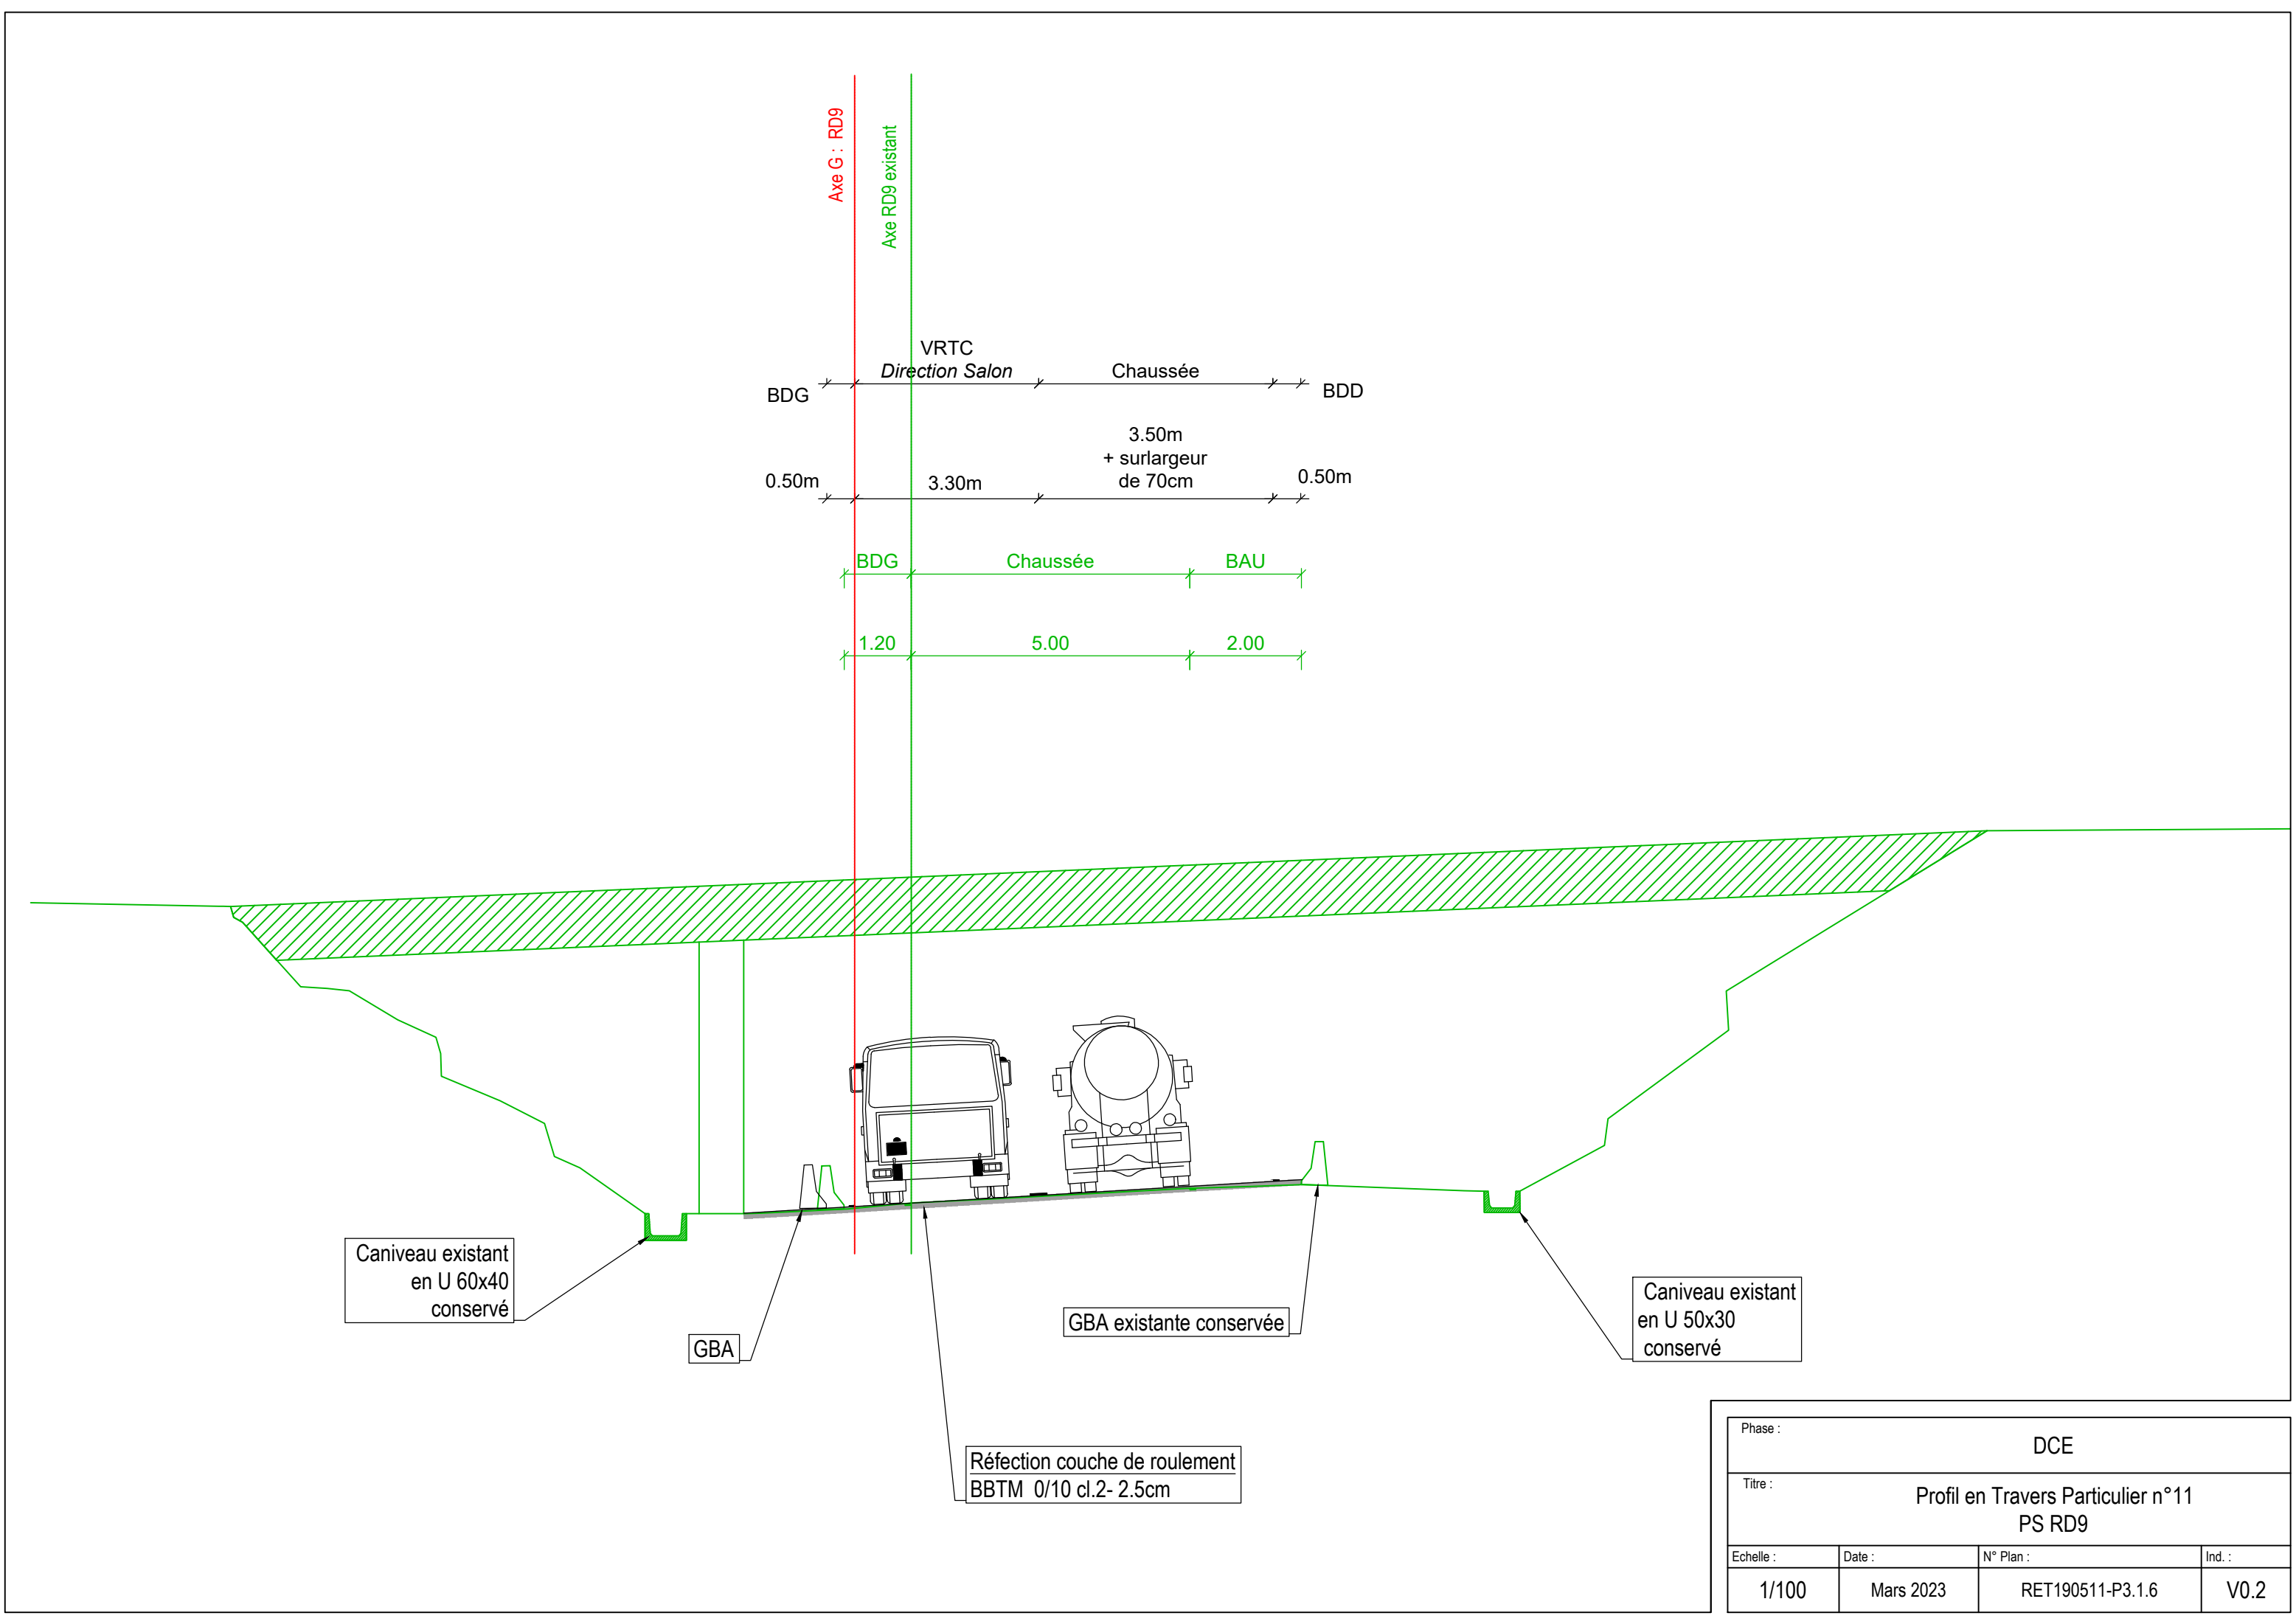 Axe G : RD9
Axe RD9 existant
VRTC
Direction Salon
Chaussée
BDG
BDD
3.50m
+ surlargeur
de 70cm
0.50m
3.30m
0.50m
BDG
Chaussée
BAU
1.20
5.00
2.00
Caniveau existant
en U 60x40
conservé
GBA
GBA existante conservée
Caniveau existant
en U 50x30
conservé
Réfection couche de roulement
BBTM 0/10 cl.2- 2.5cm
Phase :
DCE
Titre :
Profil en Travers Particulier n°11
PS RD9
Echelle :
Date :
N° Plan :
Ind. :
1/100
Mars 2023
RET190511-P3.1.6
V0.2